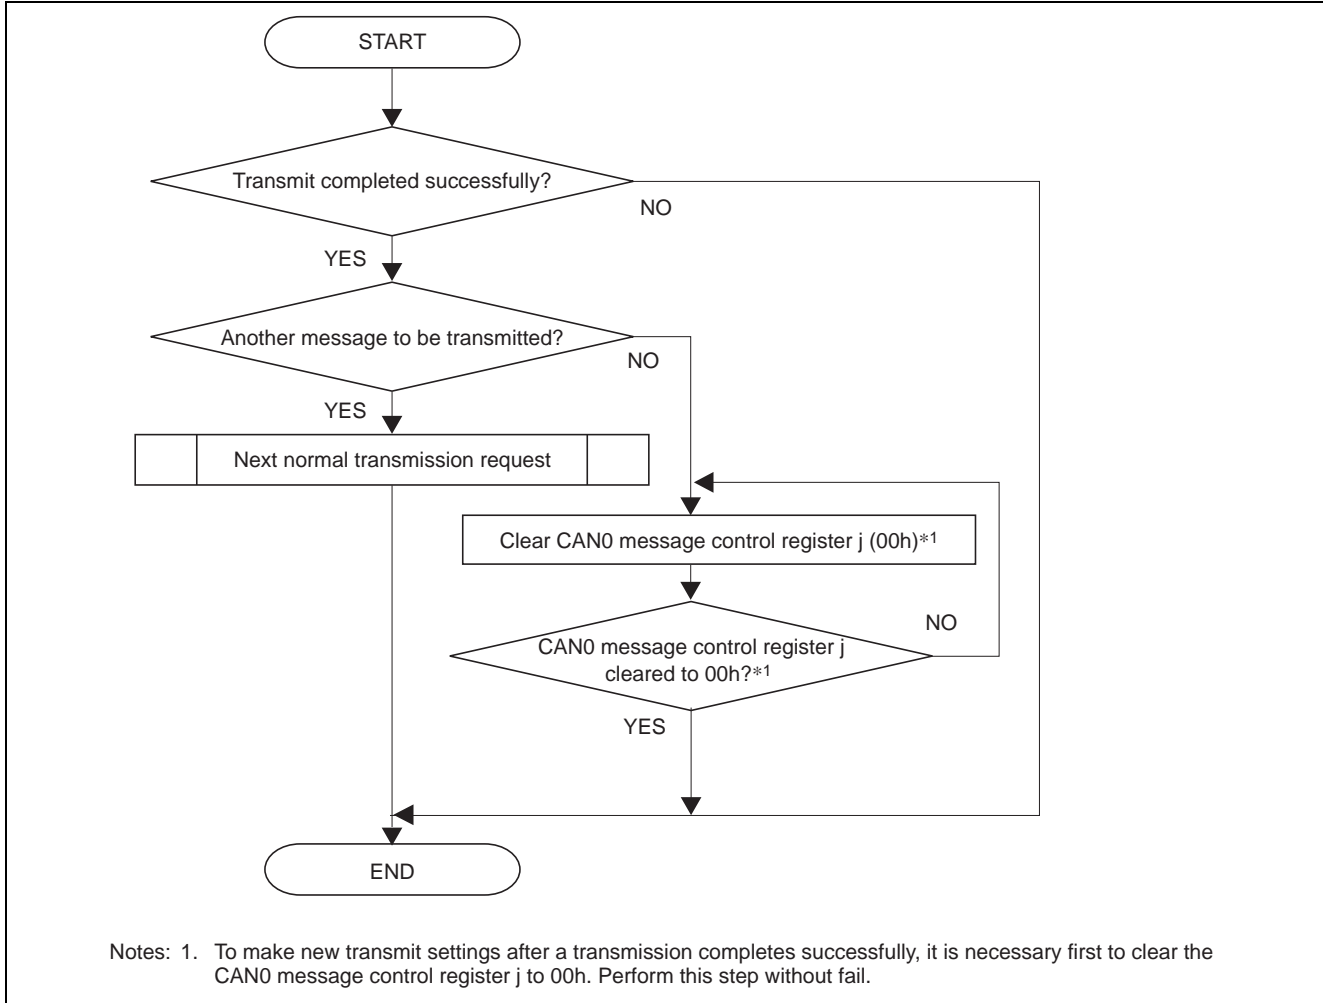 START
Transmit completed successfully?
NO
YES
Another message to be transmitted?
NO
YES
Next normal transmission request
Clear CAN0 message control register j (00h)*1
NO
CAN0 message control register j
cleared to 00h?*1
YES
END
Notes: 1. To make new transmit settings after a transmission completes successfully, it is necessary first to clear the
CAN0 message control register j to 00h. Perform this step without fail.